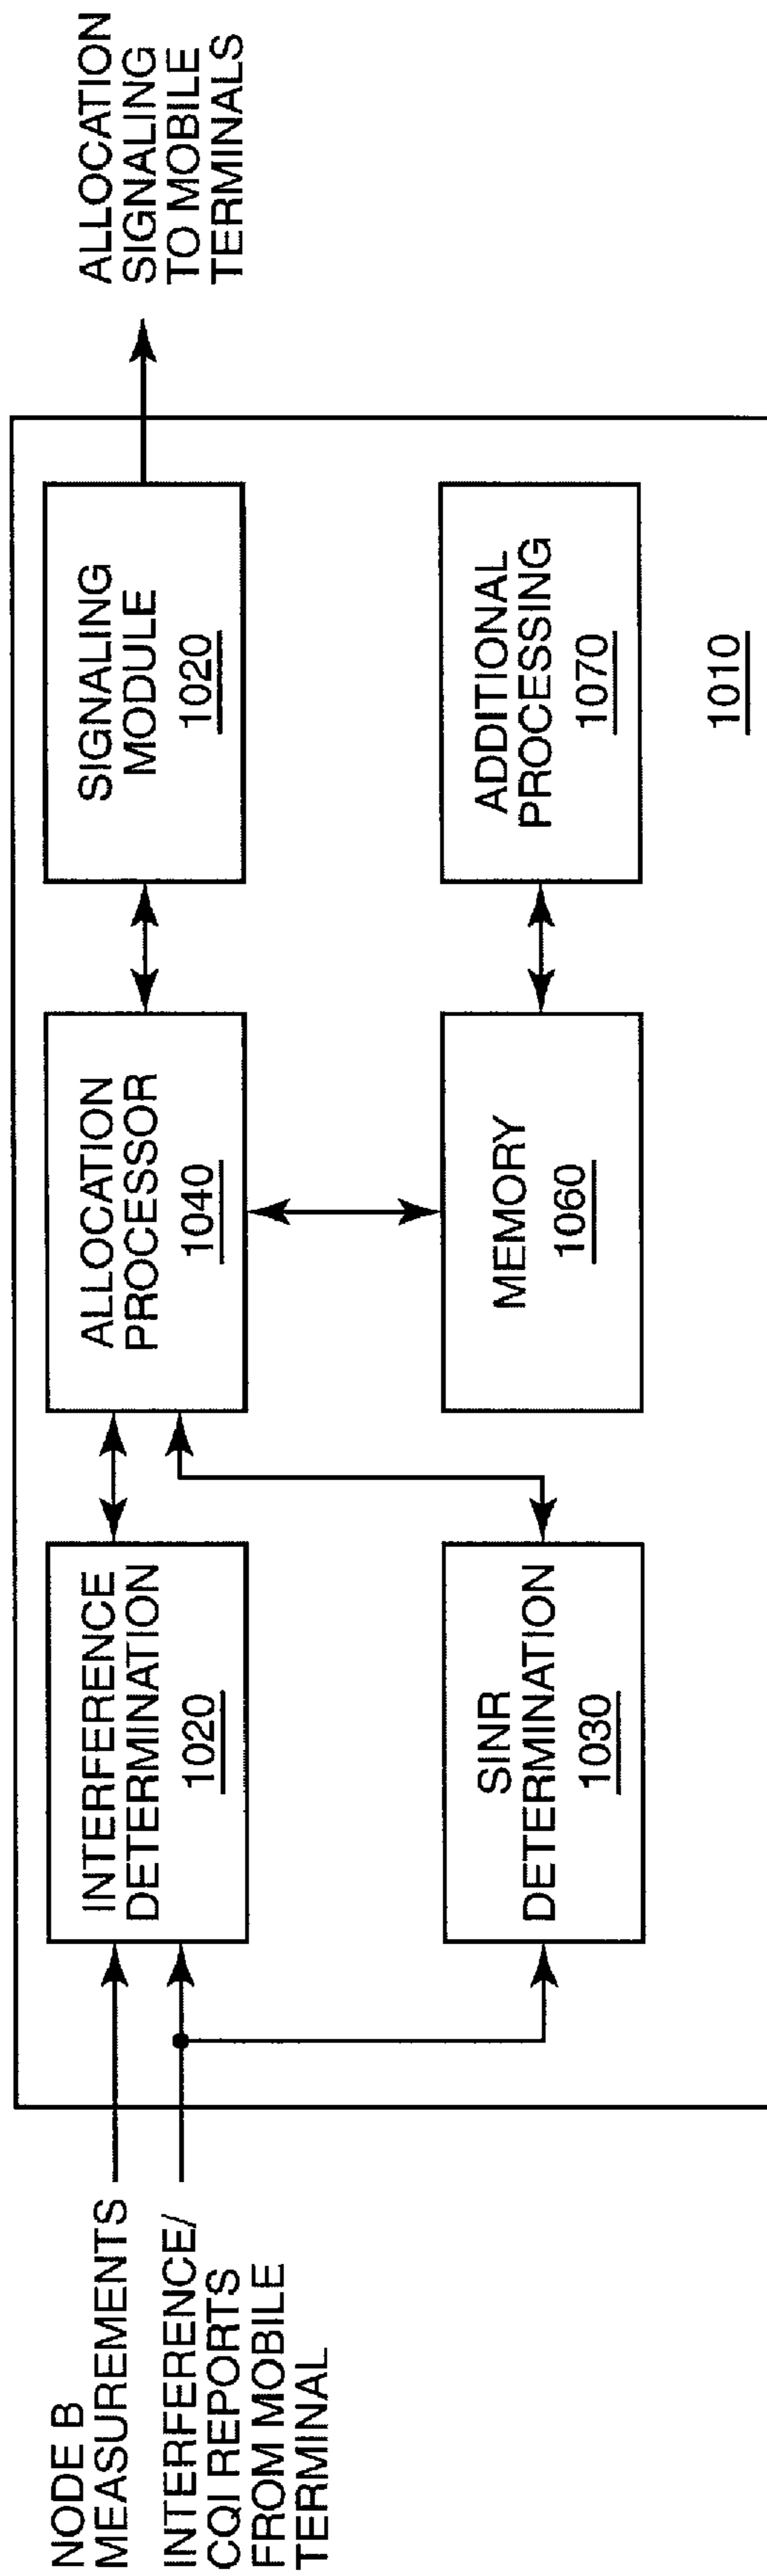 NODE B
MEASUREMENTS
INTERFERENCE/
CQI REPORTS
FROM MOBILE
TERMINAL
INTERFERENCE
DETERMINATION
1020
SINR
DETERMINATION
1030
ALLOCATION
PROCESSOR
1040
MEMORY
1060
SIGNALING
MODULE
1020
ADDITIONAL
PROCESSING
1070
1010
ALLOCATION
SIGNALING
TO MOBILE
TERMINALS